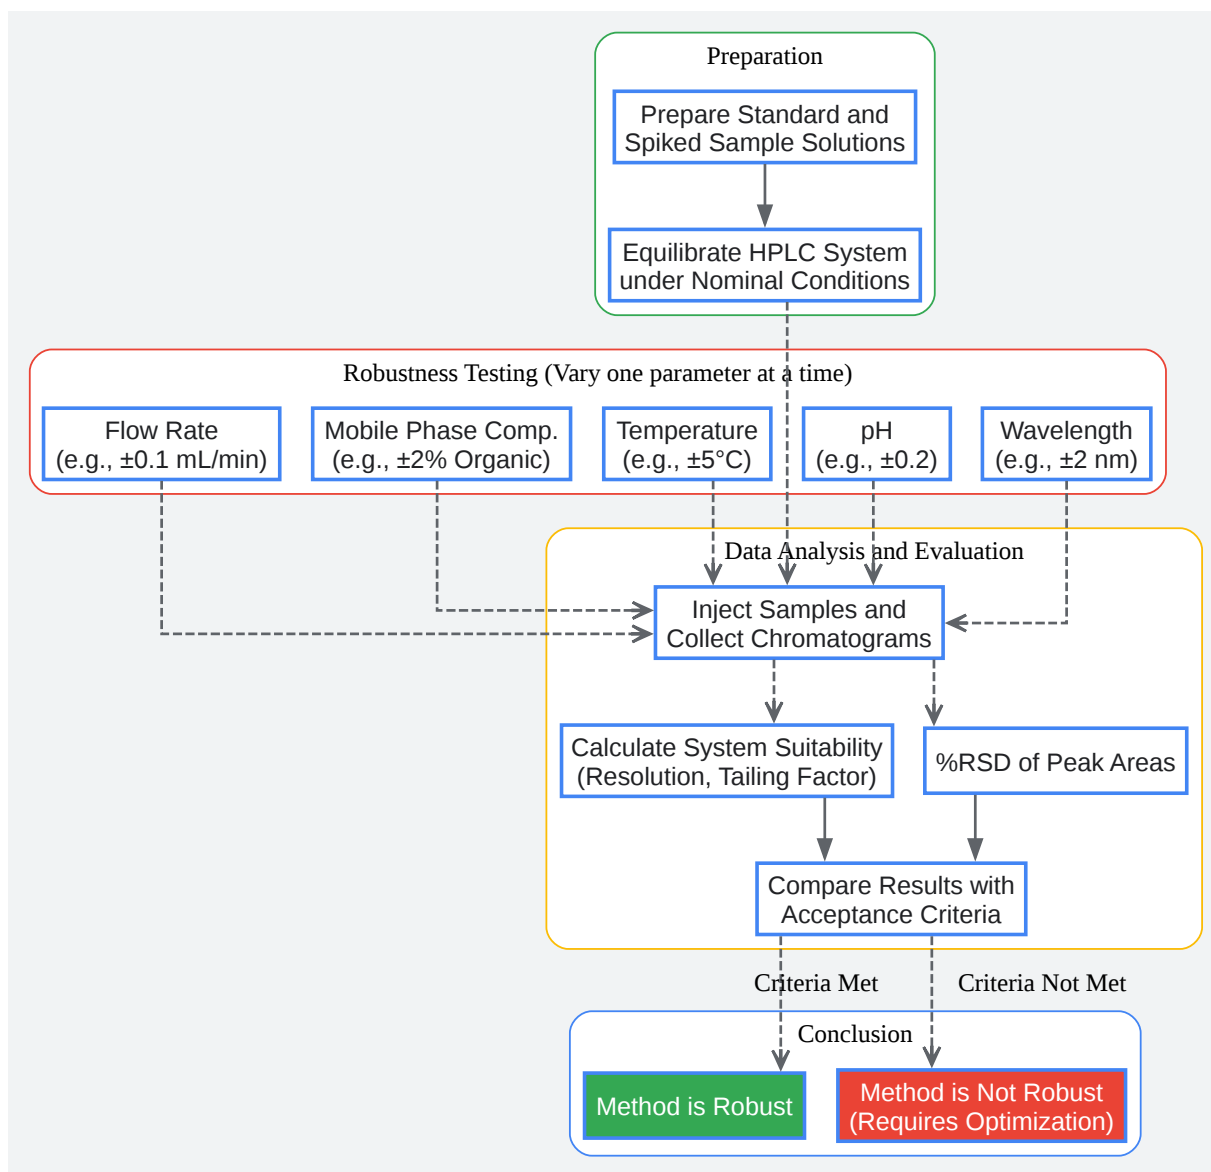 Preparation
Prepare Standard and
Spiked Sample Solutions
Equilibrate HPLC System
under Nominal Conditions
Robustness Testing (Vary one parameter at a time)
Flow Rate
(e.g., ±0.1 mL/min)
Mobile Phase Comp.
(e.g., ±2% Organic)
Temperature
(e.g., ±5°C)
pH
(e.g., ±0.2)
Wavelength
(e.g., ±2 nm)
Data Analysis and Evaluation
Inject Samples and
Collect Chromatograms
Calculate System Suitability
(Resolution, Tailing Factor)
%RSD of Peak Areas
Compare Results with
Acceptance Criteria
Criteria Met
Criteria Not Met
Conclusion
Method is Robust
Method is Not Robust
(Requires Optimization)